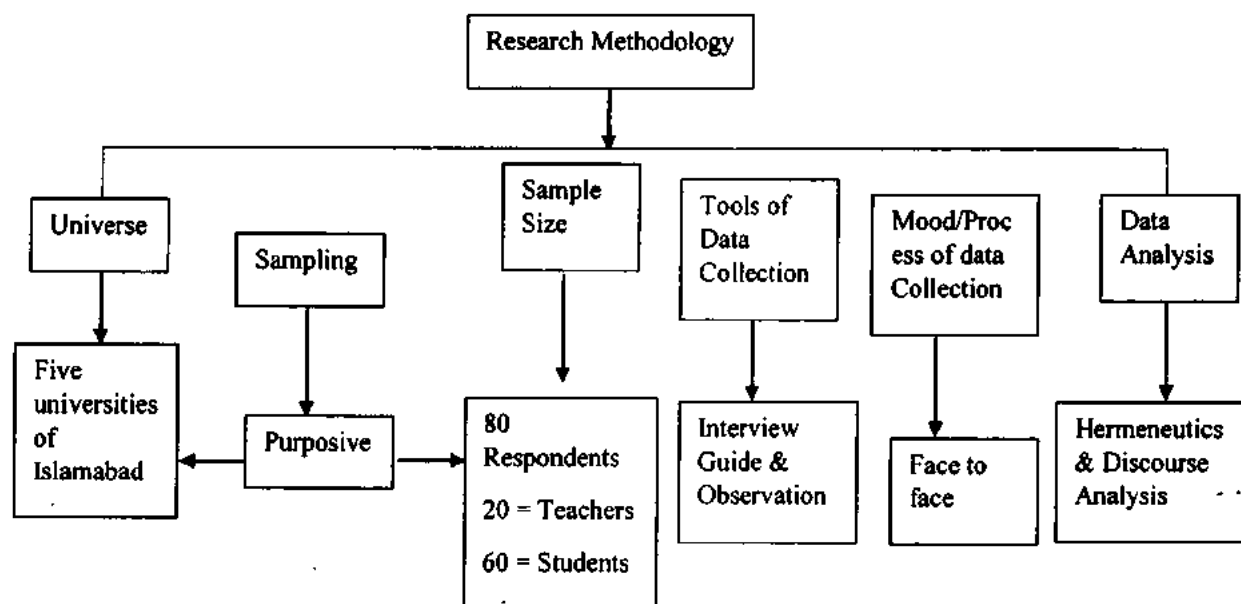 Research Methodology
Universe
Sampling
Sample
Size
Tools of
Data
Collection
Mood/Proc
ess of data
Collection
Data
Analysis
Five
universities
of
Islamabad
Purposive
80
Respondents
20 = Teachers
60 = Students
Interview
Guide &
Observation
Face to
face
Hermeneutics
& Discourse
Analysis